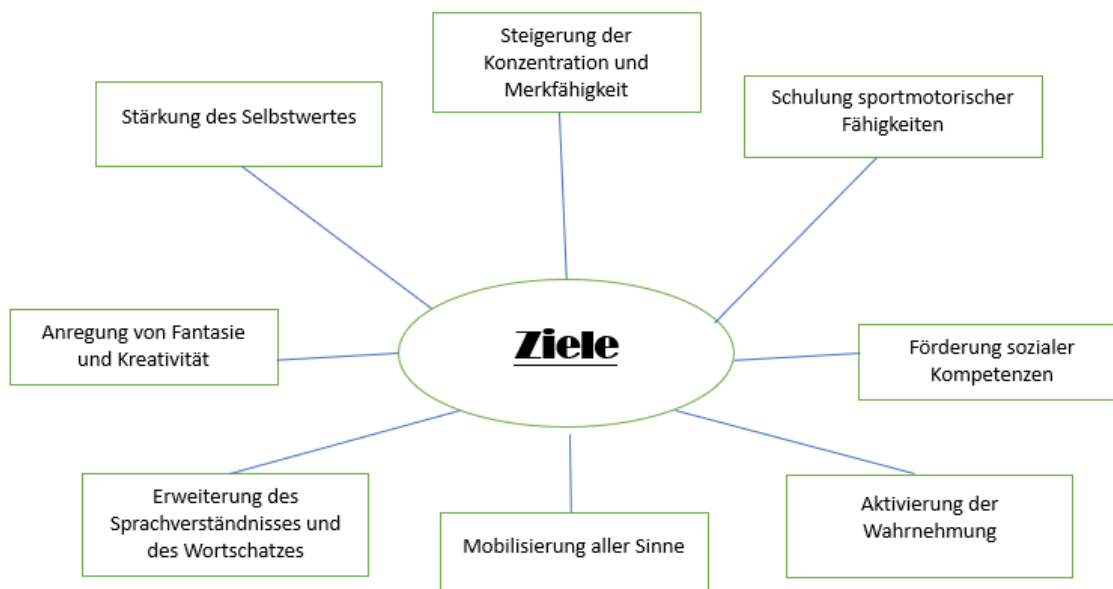 Steigerung der
Konzentration und
Merkfähigkeit
Stärkung des Selbstwertes
Schulung sportmotorischer
Fähigkeiten
Anregung von Fantasie
und Kreativität
Ziele
Förderung sozialer
Kompetenzen
Erweiterung des
Sprachverständnisses und
des Wortschatzes
Mobilisierung aller Sinne
Aktivierung der
Wahrnehmung